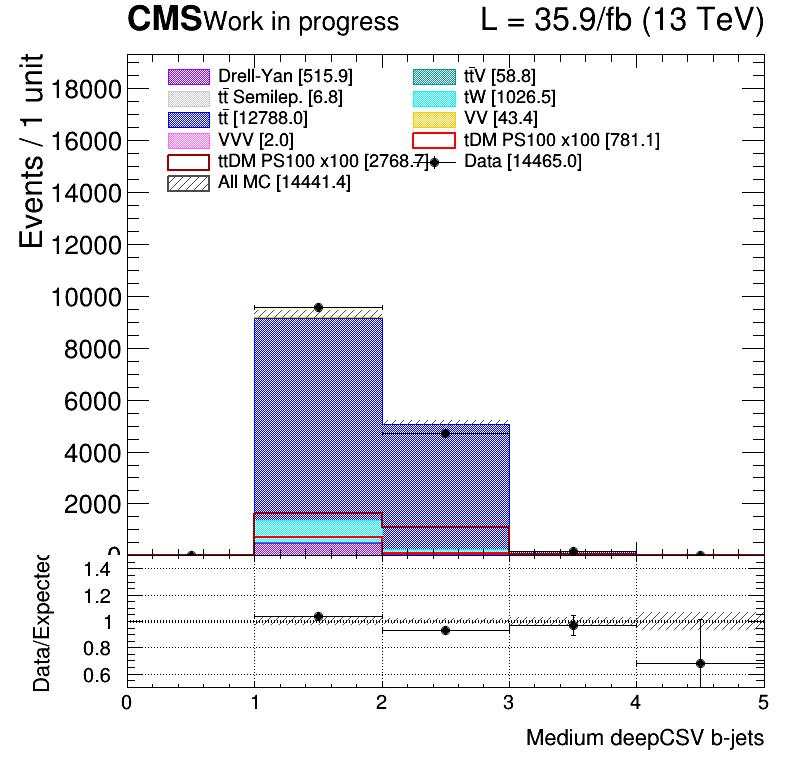 CMS Work in progress L = 35.9/fb (13 TeV)
Events / 1 unit
18000
16000
14000
12000
10000
8000
6000
4000
2000
0
Drell-Yan [515.9]
tt̄V [58.8]
tt̄ Semilep. [6.8]
tW [1026.5]
tt̄ [12788.0]
VV [43.4]
VVV [2.0]
tDM PS100 x100 [781.1]
ttDM PS100 x100 [2768.7]
Data [14465.0]
All MC [14441.4]
Data/Expected
1.4
1.2
1
0.8
0.6
0 1 2 3 4 5
Medium deepCSV b-jets